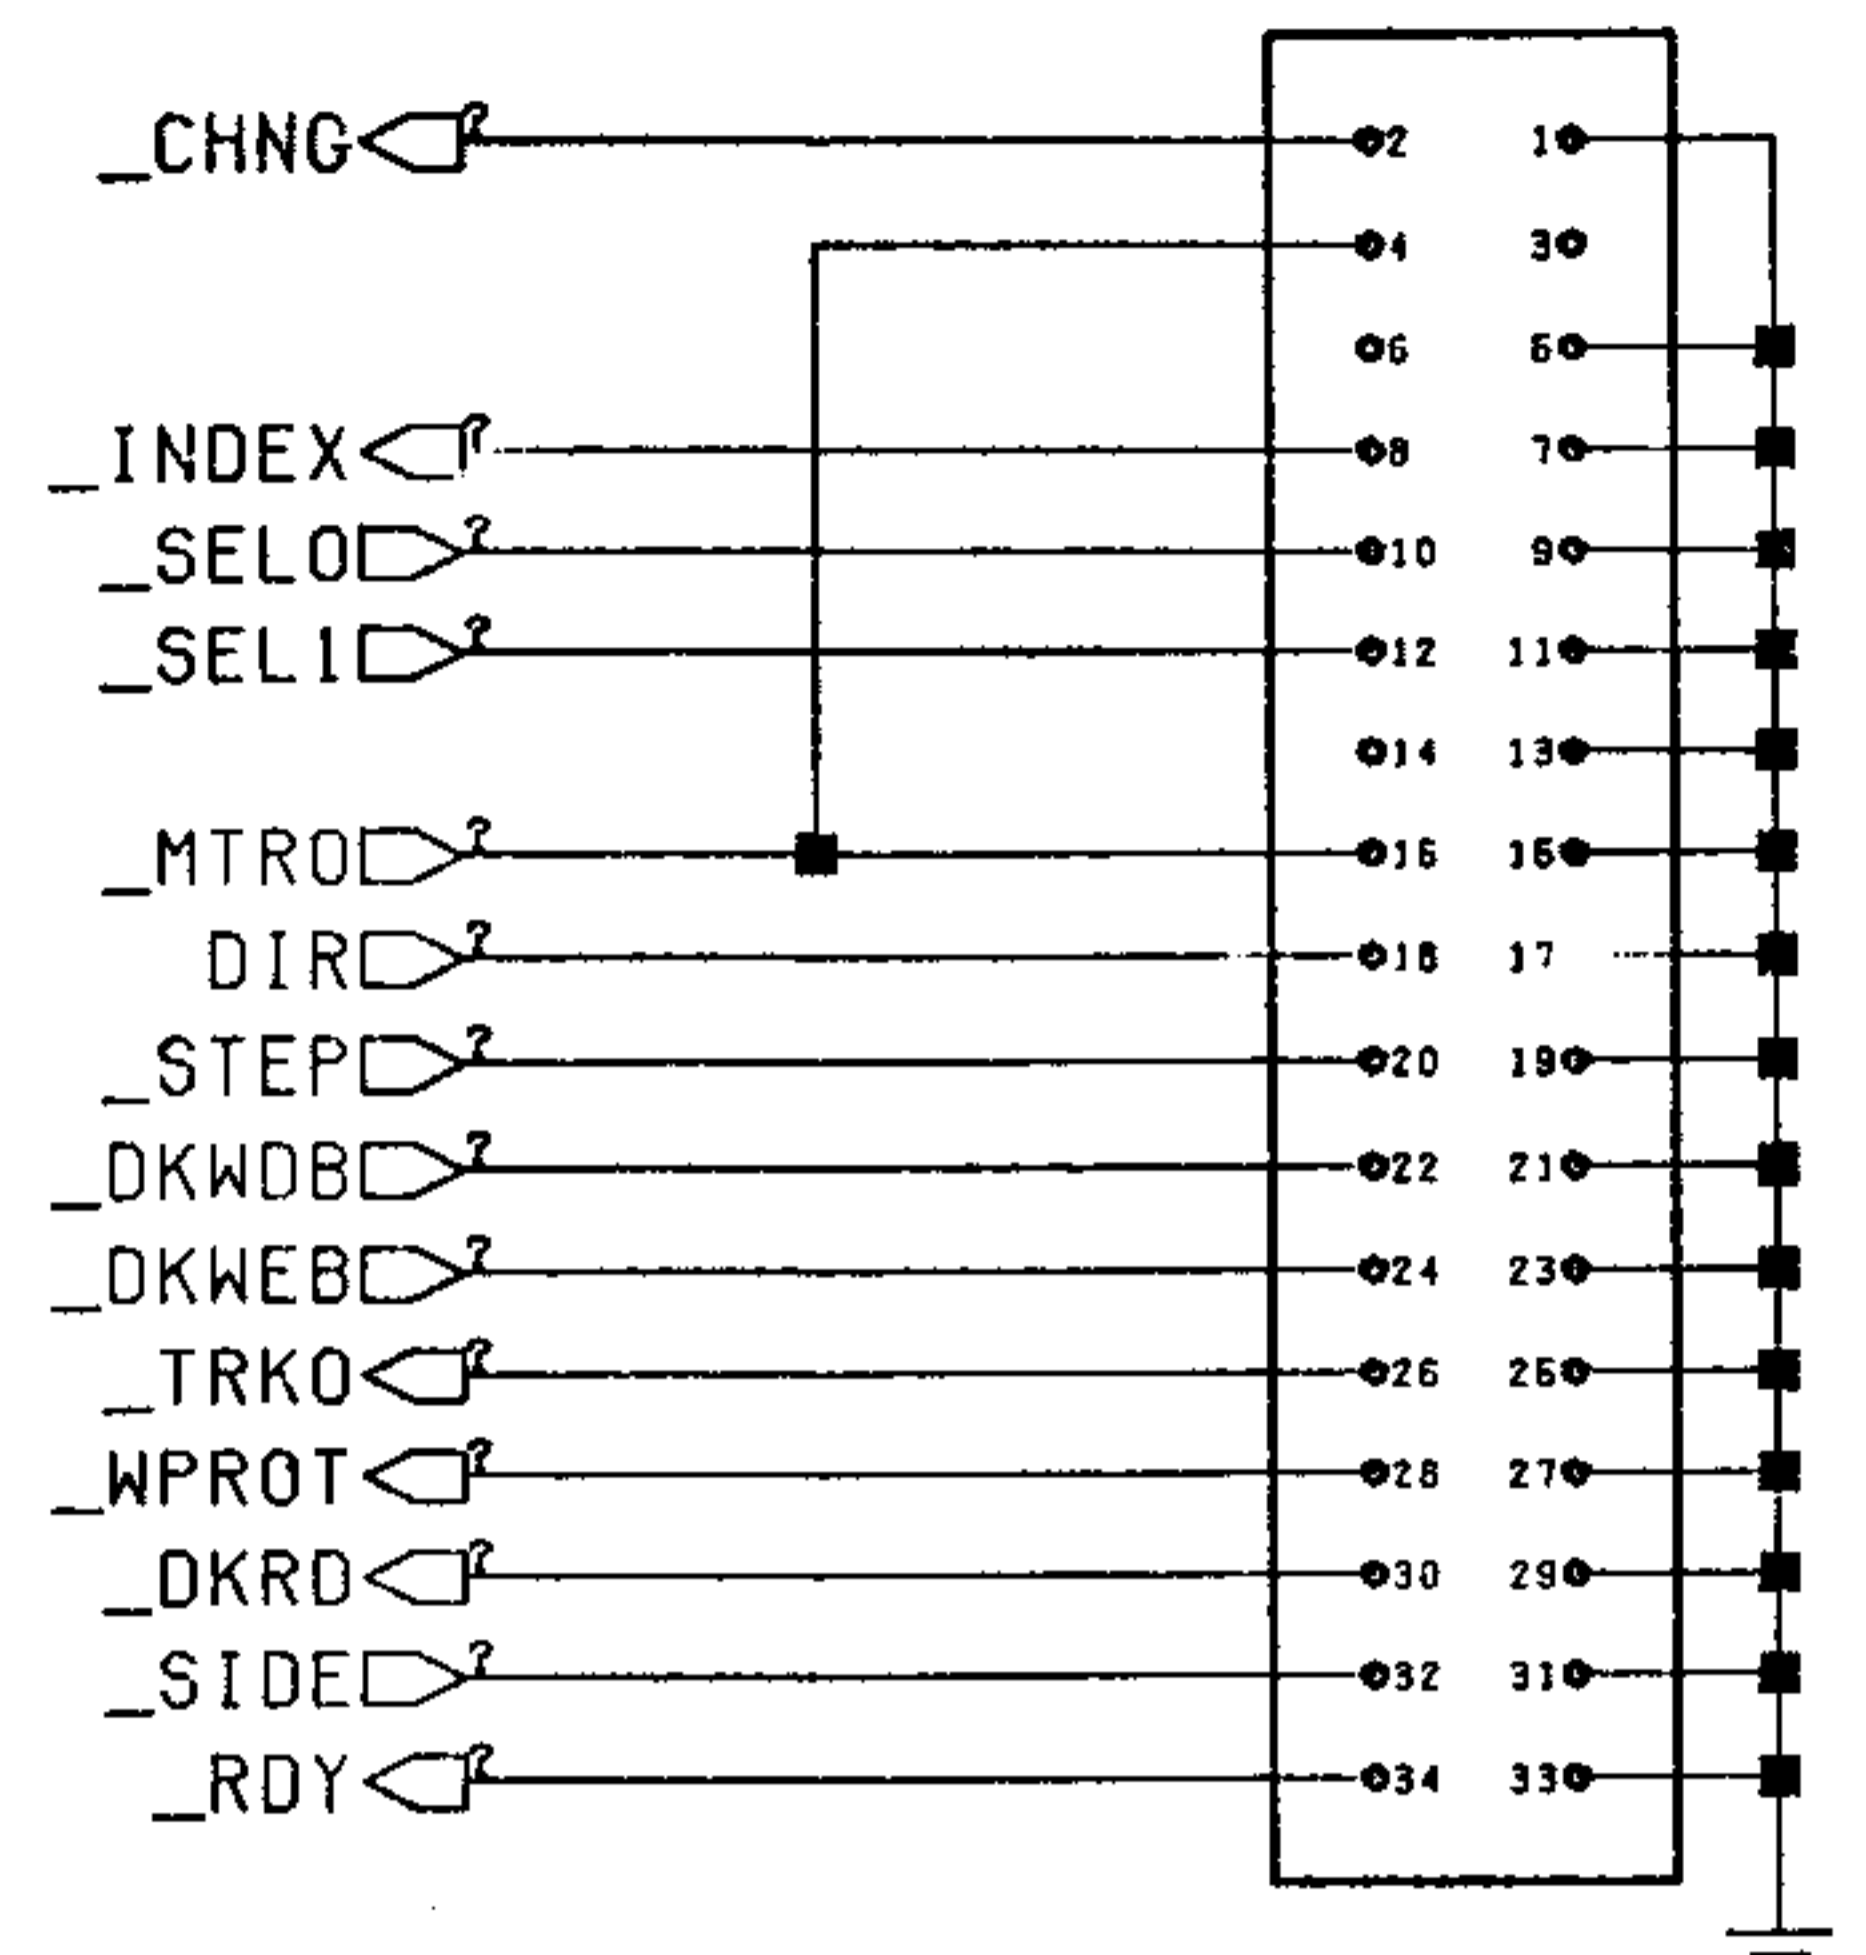 _CHNG ? 2 1
4 3
6 5
_INDEX ? 8 7
_SEL0 ? 10 9
_SEL1 ? 12 11
14 13
_MTR0 ? 16 15
DIR ? 18 17
_STEP ? 20 19
_DKWDB ? 22 21
_DKWEB ? 24 23
_TRK0 ? 26 25
_WPROT ? 28 27
_DKRD ? 30 29
_SIDE ? 32 31
_RDY ? 34 33